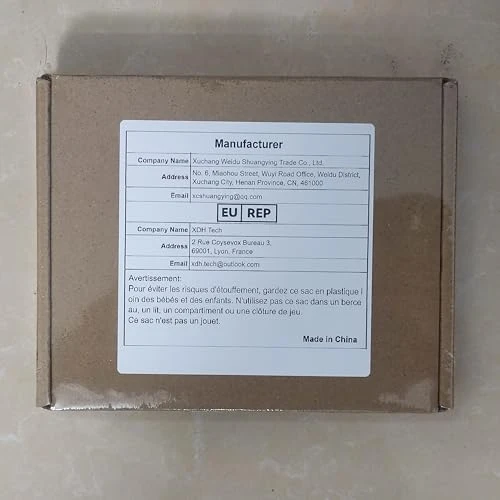 Manufacturer
Company Name Xuchang Weidu Shuangying Trade Co., Ltd.
Address No. 6, Miaohou Street, Wuyi Road Office, Weidu District,
Xuchang City, Henan Province, CN, 461000
Email xcshuangying@qq.com
EU REP
Company Name XDH Tech
Address 2 Rue Coysevox Bureau 3,
69001, Lyon, France
Email xdh.tech@outlook.com
Avertissement:
Pour éviter les risques d'étouffement, gardez ce sac en plastique l
oin des bébés et des enfants. N'utilisez pas ce sac dans un berce
au, un lit, un compartiment ou une clôture de jeu.
Ce sac n'est pas un jouet.
Made in China